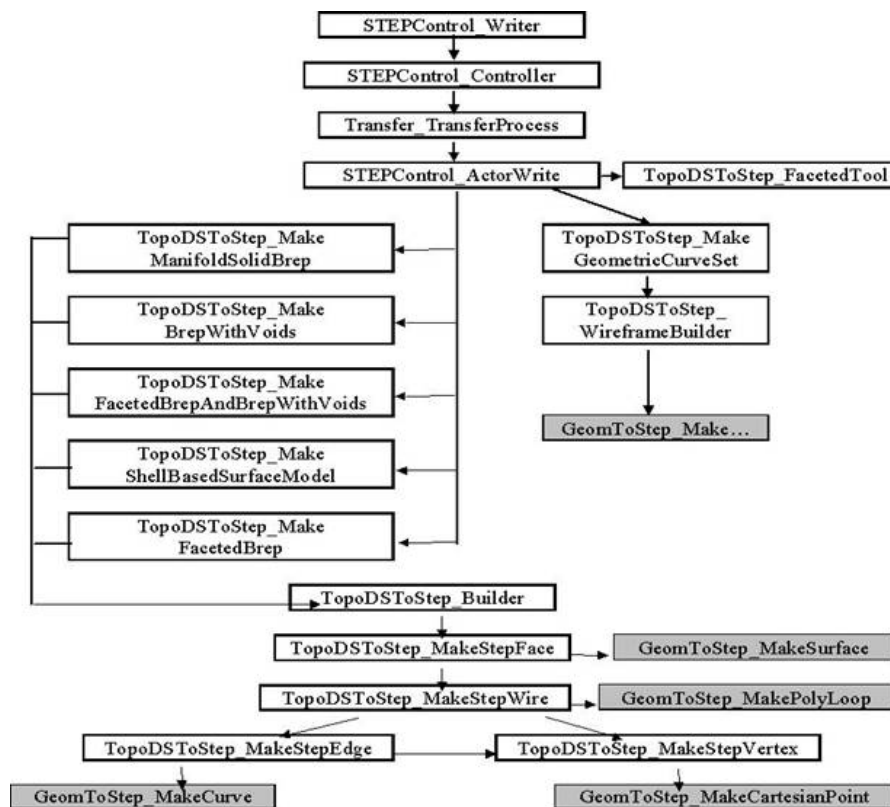 STEPControl_Writer
STEPControl_Controller
Transfer_TransferProcess
STEPControl_ActorWrite
TopoDSToStep_FacetedTool
TopoDSToStep_Make
ManifoldSolidBrep
TopoDSToStep_Make
GeometricCurveSet
TopoDSToStep_Make
BrepWithVoids
TopoDSToStep_
WireframeBuilder
TopoDSToStep_Make
FacetedBrepAndBrepWithVoids
GeomToStep_Make...
TopoDSToStep_Make
ShellBasedSurfaceModel
TopoDSToStep_Make
FacetedBrep
TopoDSToStep_Builder
TopoDSToStep_MakeStepFace
GeomToStep_MakeSurface
TopoDSToStep_MakeStepWire
GeomToStep_MakePolyLoop
TopoDSToStep_MakeStepEdge
TopoDSToStep_MakeStepVertex
GeomToStep_MakeCurve
GeomToStep_MakeCartesianPoint